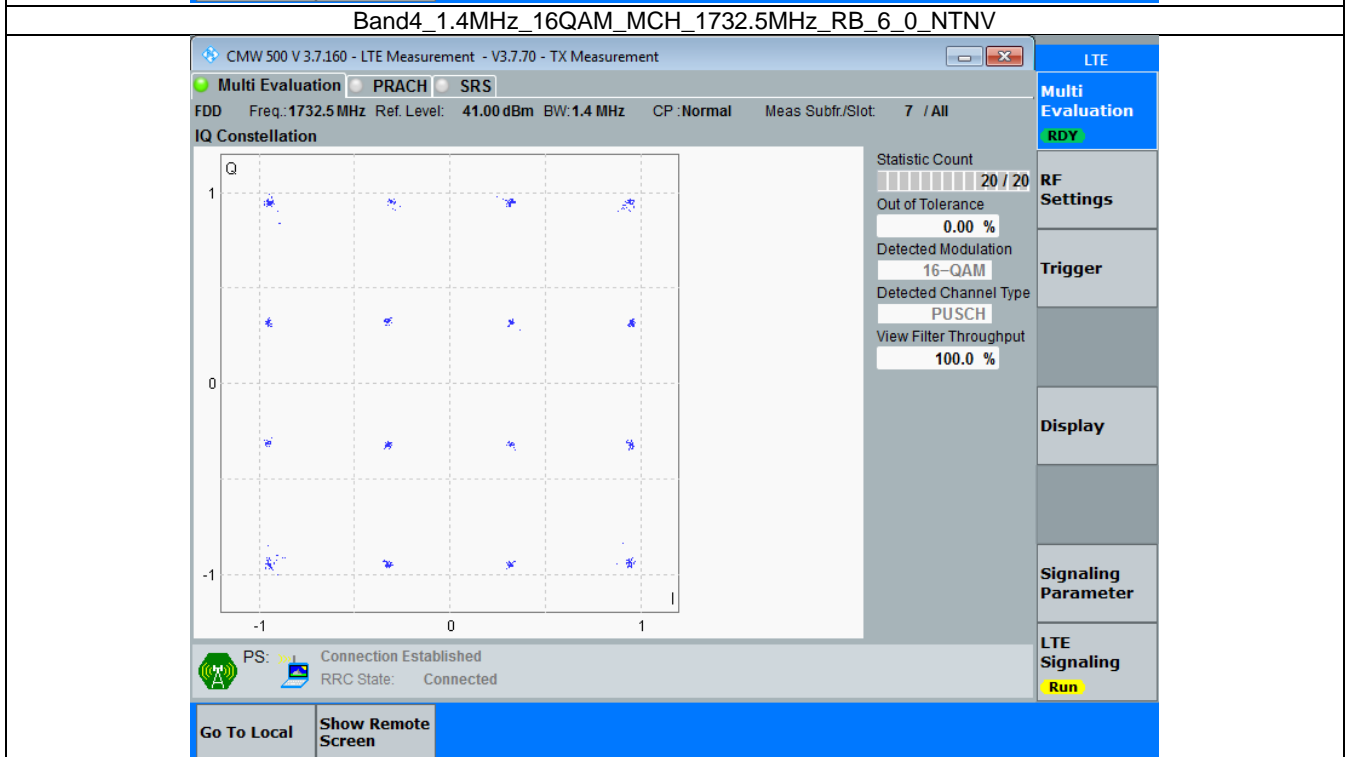 Band4_1.4MHz_16QAM_MCH_1732.5MHz_RB_6_0_NTNV
CMW 500 V 3.7.160 - LTE Measurement - V3.7.70 - TX Measurement
LTE
Multi Evaluation PRACH SRS
Multi
Evaluation
RDY
FDD Freq.: 1732.5 MHz Ref. Level: 41.00 dBm BW: 1.4 MHz CP : Normal Meas Subfr./Slot: 7 / All
IQ Constellation
Q
1
0
-1
-1 0 1
I
Statistic Count
20 / 20
Out of Tolerance
0.00 %
Detected Modulation
16-QAM
Detected Channel Type
PUSCH
View Filter Throughput
100.0 %
RF
Settings
Trigger
Display
Signaling
Parameter
LTE
Signaling
Run
PS: Connection Established
RRC State: Connected
Go To Local
Show Remote
Screen